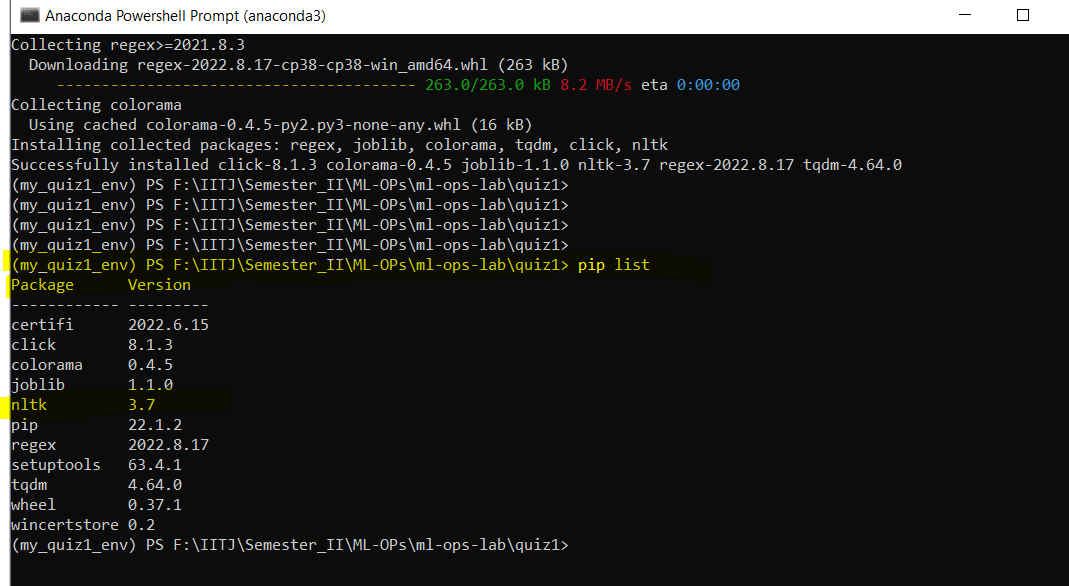 Anaconda Powershell Prompt (anaconda3)
Collecting regex>=2021.8.3
  Downloading regex-2022.8.17-cp38-cp38-win_amd64.whl (263 kB)
     ---------------------------------------- 263.0/263.0 kB 8.2 MB/s eta 0:00:00
Collecting colorama
  Using cached colorama-0.4.5-py2.py3-none-any.whl (16 kB)
Installing collected packages: regex, joblib, colorama, tqdm, click, nltk
Successfully installed click-8.1.3 colorama-0.4.5 joblib-1.1.0 nltk-3.7 regex-2022.8.17 tqdm-4.64.0
(my_quiz1_env) PS F:\IITJ\Semester_II\ML-OPs\ml-ops-lab\quiz1>
(my_quiz1_env) PS F:\IITJ\Semester_II\ML-OPs\ml-ops-lab\quiz1>
(my_quiz1_env) PS F:\IITJ\Semester_II\ML-OPs\ml-ops-lab\quiz1>
(my_quiz1_env) PS F:\IITJ\Semester_II\ML-OPs\ml-ops-lab\quiz1>
(my_quiz1_env) PS F:\IITJ\Semester_II\ML-OPs\ml-ops-lab\quiz1> pip list
Package      Version
------------ ---------
certifi      2022.6.15
click        8.1.3
colorama     0.4.5
joblib       1.1.0
nltk         3.7
pip          22.1.2
regex        2022.8.17
setuptools   63.4.1
tqdm         4.64.0
wheel        0.37.1
wincertstore 0.2
(my_quiz1_env) PS F:\IITJ\Semester_II\ML-OPs\ml-ops-lab\quiz1>